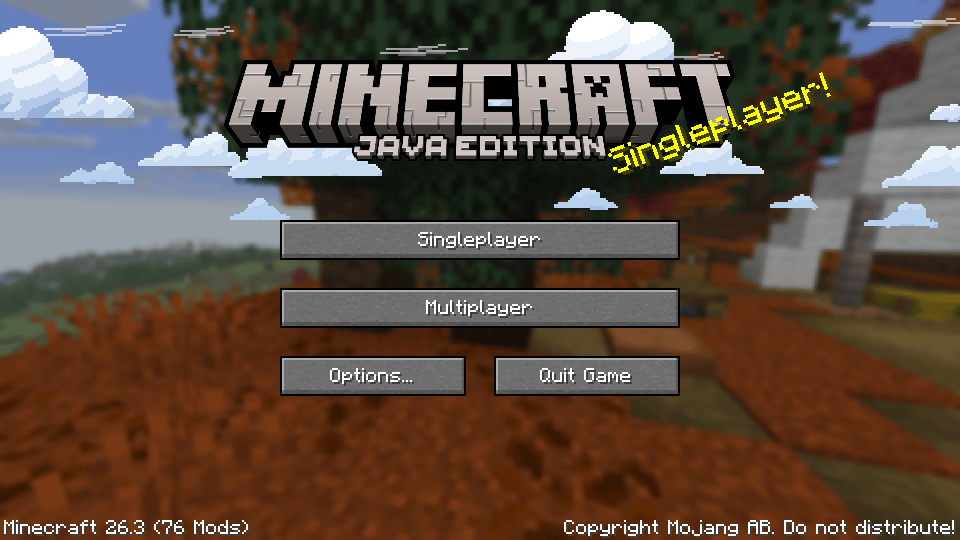 MINECRAFT
JAVA EDITION
Singleplayer!
Singleplayer
Multiplayer
Options...
Quit Game
Minecraft 26.3 (76 Mods)
Copyright Mojang AB. Do not distribute!